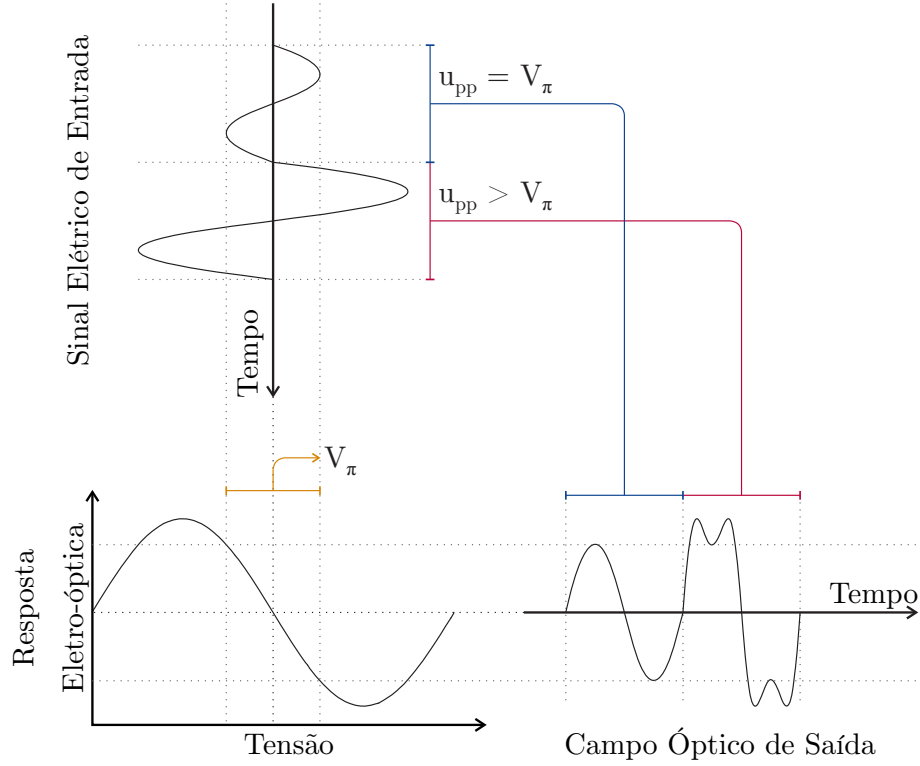 Sinal Elétrico de Entrada
u_pp = V_π
u_pp > V_π
Tempo
V_π
Resposta
Eletro-óptica
Tensão
Tempo
Campo Óptico de Saída